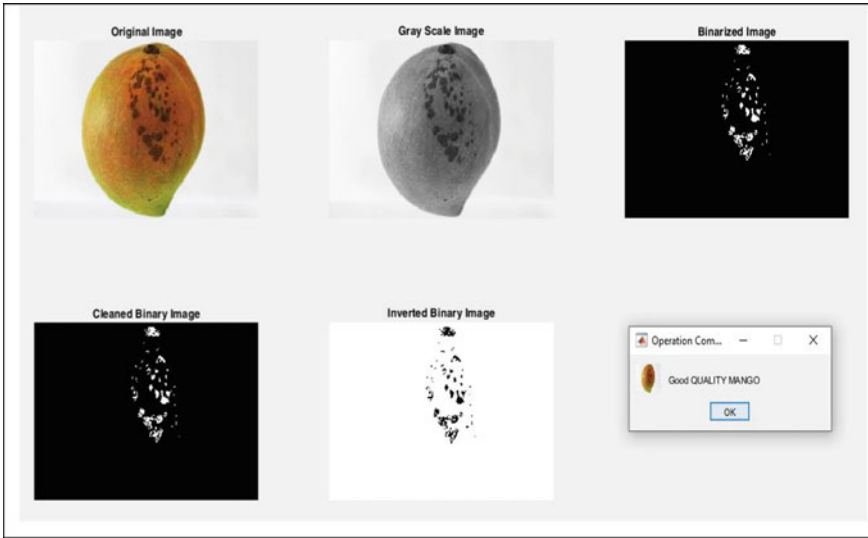 Original Image
Gray Scale Image
Binarized Image
Cleaned Binary Image
Inverted Binary Image
Operation Com...
Good QUALITY MANGO
OK